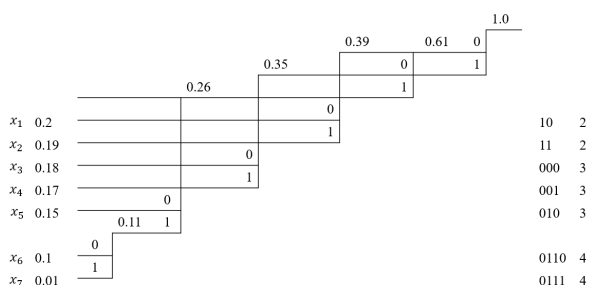 1.0
0.39 0.61 0
0.35 0 1
0.26 1
0
x₁ 0.2 10 2
1
x₂ 0.19 11 2
0
x₃ 0.18 000 3
1
x₄ 0.17 001 3
0
x₅ 0.15 010 3
0.11 1
0
x₆ 0.1 0110 4
1
x₇ 0.01 0111 4